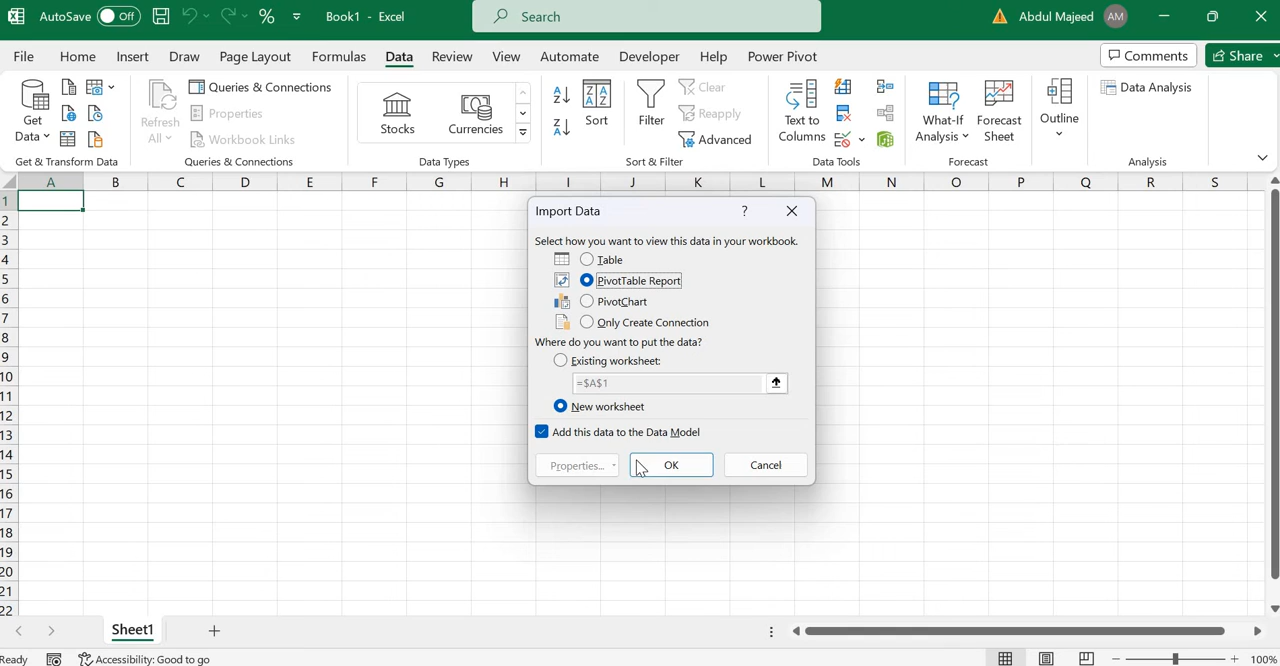 AutoSave Off Book1 - Excel Search Abdul Majeed AM
File Home Insert Draw Page Layout Formulas Data Review View Automate Developer Help Power Pivot Comments Share
Get Data
Refresh All
Queries & Connections
Properties
Workbook Links
Stocks
Currencies
Sort
Filter
Clear
Reapply
Advanced
Text to Columns
What-If Analysis
Forecast Sheet
Outline
Data Analysis
Get & Transform Data Queries & Connections Data Types Sort & Filter Data Tools Forecast Analysis
A B C D E F G H I J K L M N O P Q R S
1
2
3
4
5
6
7
8
9
10
11
12
13
14
15
16
17
18
19
20
21
22
Import Data ?
Select how you want to view this data in your workbook.
Table
PivotTable Report
PivotChart
Only Create Connection
Where do you want to put the data?
Existing worksheet:
=$A$1
New worksheet
Add this data to the Data Model
Properties... OK Cancel
Sheet1
Ready Accessibility: Good to go 100%